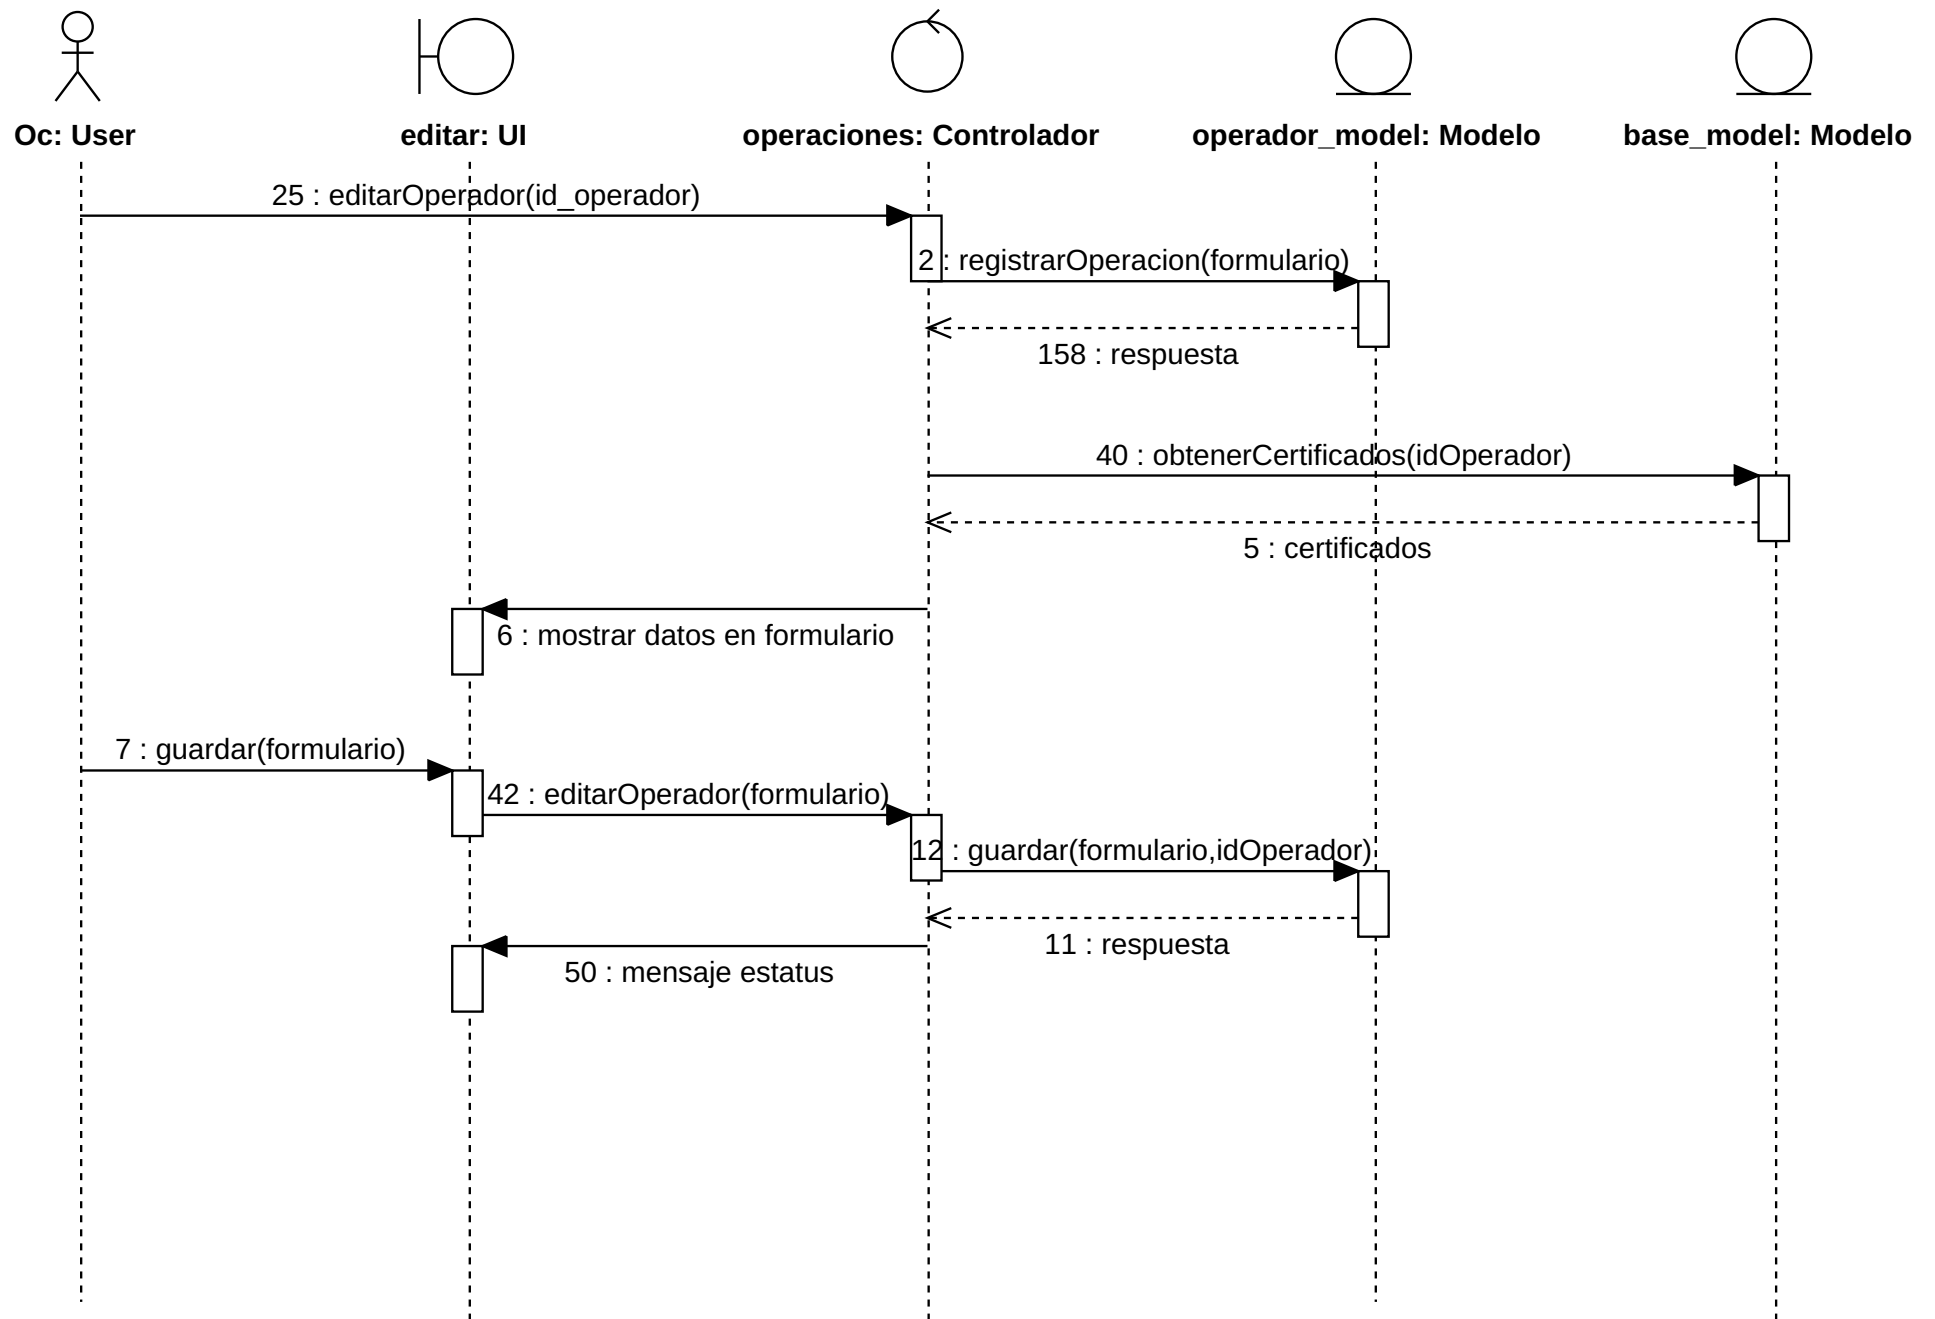 Oc: User
editar: UI
operaciones: Controlador
operador_model: Modelo
base_model: Modelo
25 : editarOperador(id_operador)
2 : registrarOperacion(formulario)
158 : respuesta
40 : obtenerCertificados(idOperador)
5 : certificados
6 : mostrar datos en formulario
7 : guardar(formulario)
42 : editarOperador(formulario)
12 : guardar(formulario,idOperador)
11 : respuesta
50 : mensaje estatus